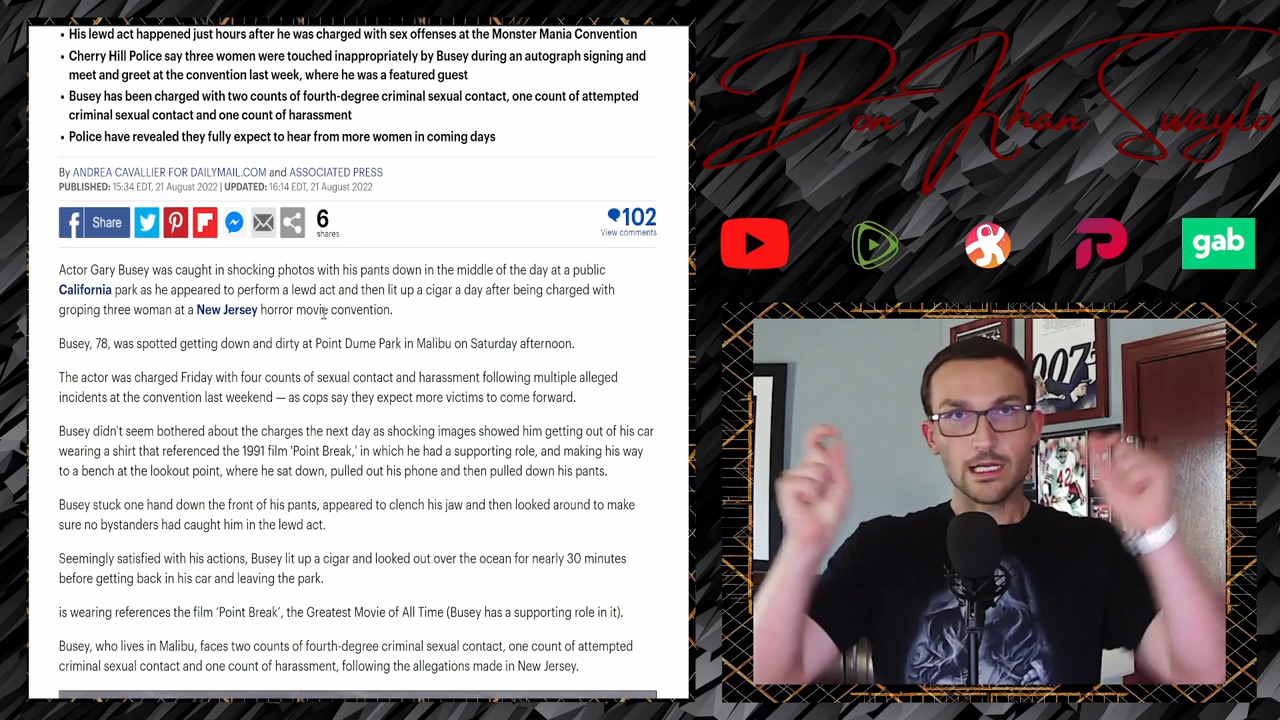 • His lewd act happened just hours after he was charged with sex offenses at the Monster Mania Convention
• Cherry Hill Police say three women were touched inappropriately by Busey during an autograph signing and
meet and greet at the convention last week, where he was a featured guest
• Busey has been charged with two counts of fourth-degree criminal sexual contact, one count of attempted
criminal sexual contact and one count of harassment
• Police have revealed they fully expect to hear from more women in coming days
By ANDREA CAVALLIER FOR DAILYMAIL.COM and ASSOCIATED PRESS
PUBLISHED: 15:34 EDT, 21 August 2022 | UPDATED: 16:14 EDT, 21 August 2022
Share
6
shares
102
View comments
Actor Gary Busey was caught in shocking photos with his pants down in the middle of the day at a public
California park as he appeared to perform a lewd act and then lit up a cigar a day after being charged with
groping three woman at a New Jersey horror movie convention.
Busey, 78, was spotted getting down and dirty at Point Dume Park in Malibu on Saturday afternoon.
The actor was charged Friday with four counts of sexual contact and harassment following multiple alleged
incidents at the convention last weekend — as cops say they expect more victims to come forward.
Busey didn't seem bothered about the charges the next day as shocking images showed him getting out of his car
wearing a shirt that referenced the 1991 film 'Point Break,' in which he had a supporting role, and making his way
to a bench at the lookout point, where he sat down, pulled out his phone and then pulled down his pants.
Busey stuck one hand down the front of his pants, appeared to clench his jaw and then looked around to make
sure no bystanders had caught him in the lewd act.
Seemingly satisfied with his actions, Busey lit up a cigar and looked out over the ocean for nearly 30 minutes
before getting back in his car and leaving the park.
is wearing references the film 'Point Break', the Greatest Movie of All Time (Busey has a supporting role in it).
Busey, who lives in Malibu, faces two counts of fourth-degree criminal sexual contact, one count of attempted
criminal sexual contact and one count of harassment, following the allegations made in New Jersey.
Don Khan Swaylo
gab
007
42